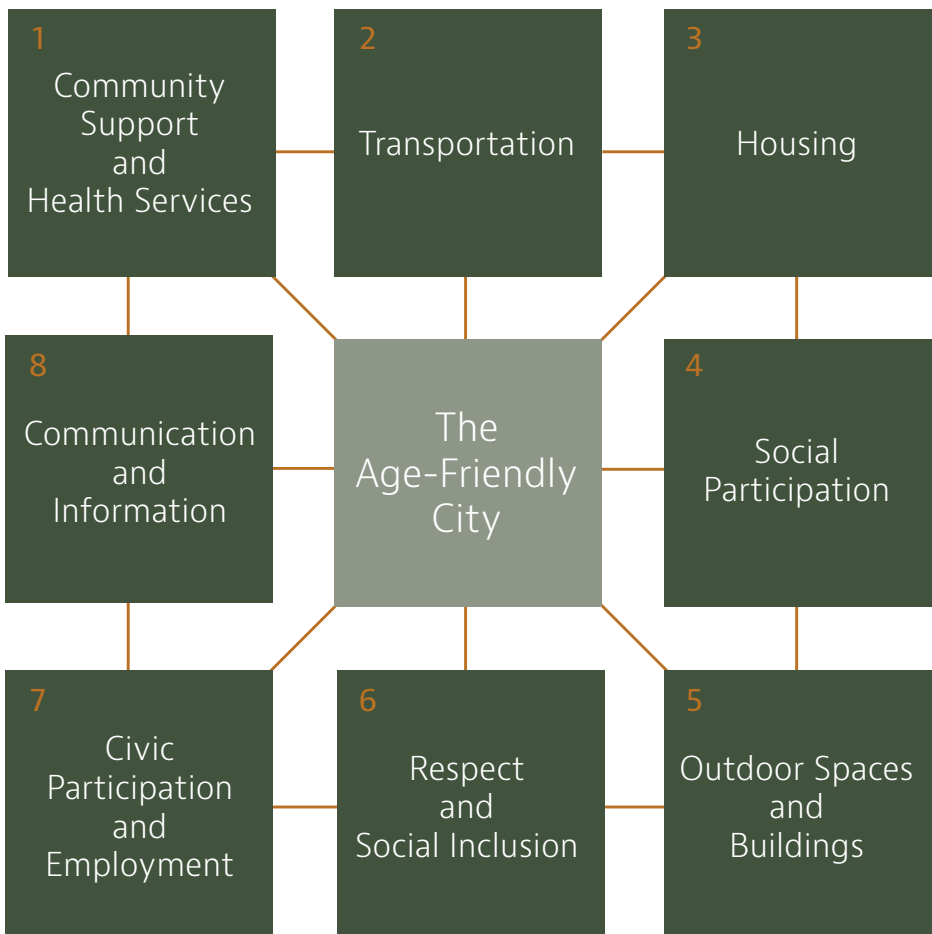 1
Community
Support
and
Health Services
2
Transportation
3
Housing
8
Communication
and
Information
The
Age-Friendly
City
4
Social
Participation
7
Civic
Participation
and
Employment
6
Respect
and
Social Inclusion
5
Outdoor Spaces
and
Buildings